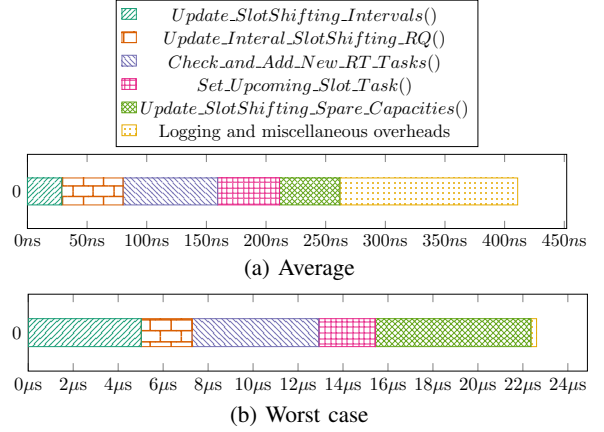 Update_SlotShifting_Intervals()
Update_Interal_SlotShifting_RQ()
Check_and_Add_New_RT_Tasks()
Set_Upcoming_Slot_Task()
Update_SlotShifting_Spare_Capacities()
Logging and miscellaneous overheads
0
0ns 50ns 100ns 150ns 200ns 250ns 300ns 350ns 400ns 450ns
(a) Average
0
0μs 2μs 4μs 6μs 8μs 10μs 12μs 14μs 16μs 18μs 20μs 22μs 24μs
(b) Worst case